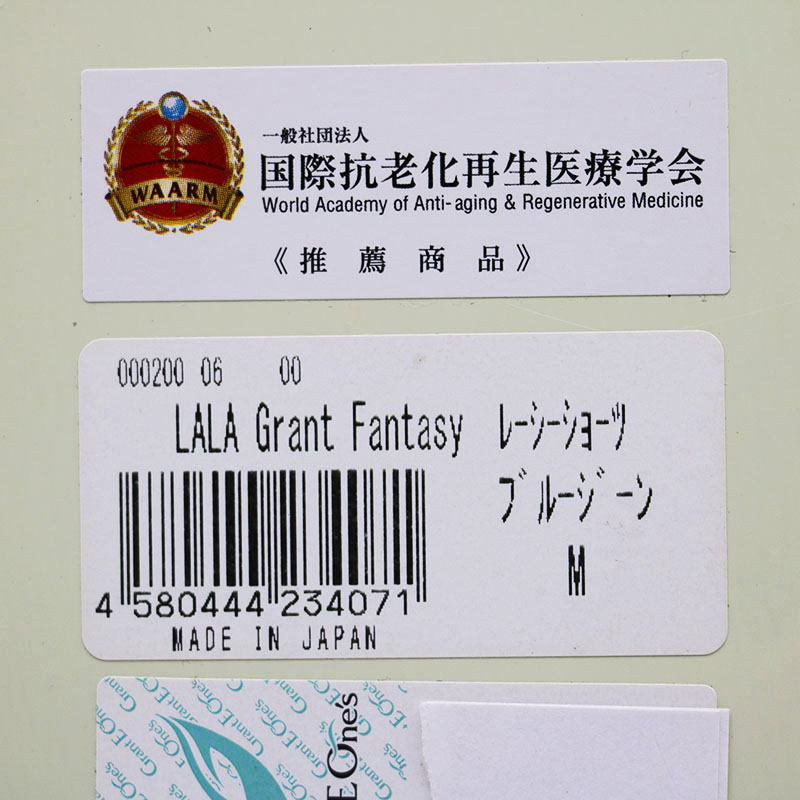 WAARM
一般社団法人
国際抗老化再生医療学会
World Academy of Anti-aging & Regenerative Medicine
《推薦商品》
000200 06 00
LALA Grant Fantasy ﾚｰｼｰｼｮｰﾂ
ﾌﾞﾙｰｼﾞｰﾝ
M
4 580444 234071
MADE IN JAPAN
Grant E One's
E One's